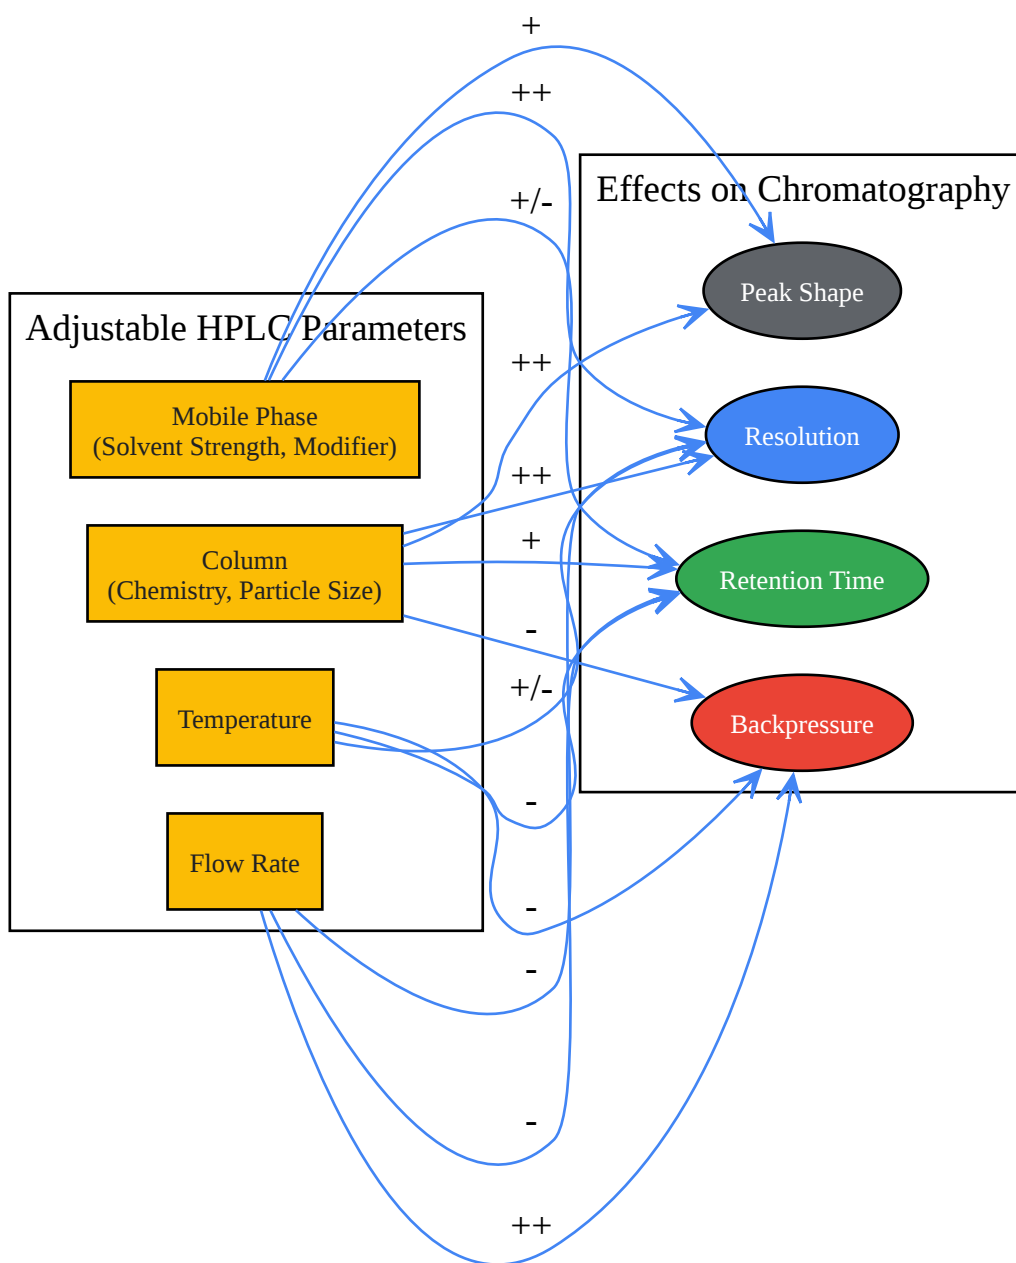 +
++
+/-
Effects on Chromatography
Peak Shape
Adjustable HPLC Parameters
++
Mobile Phase
(Solvent Strength, Modifier)
Resolution
++
+
Column
(Chemistry, Particle Size)
Retention Time
-
+/-
Temperature
Backpressure
-
Flow Rate
-
-
-
++